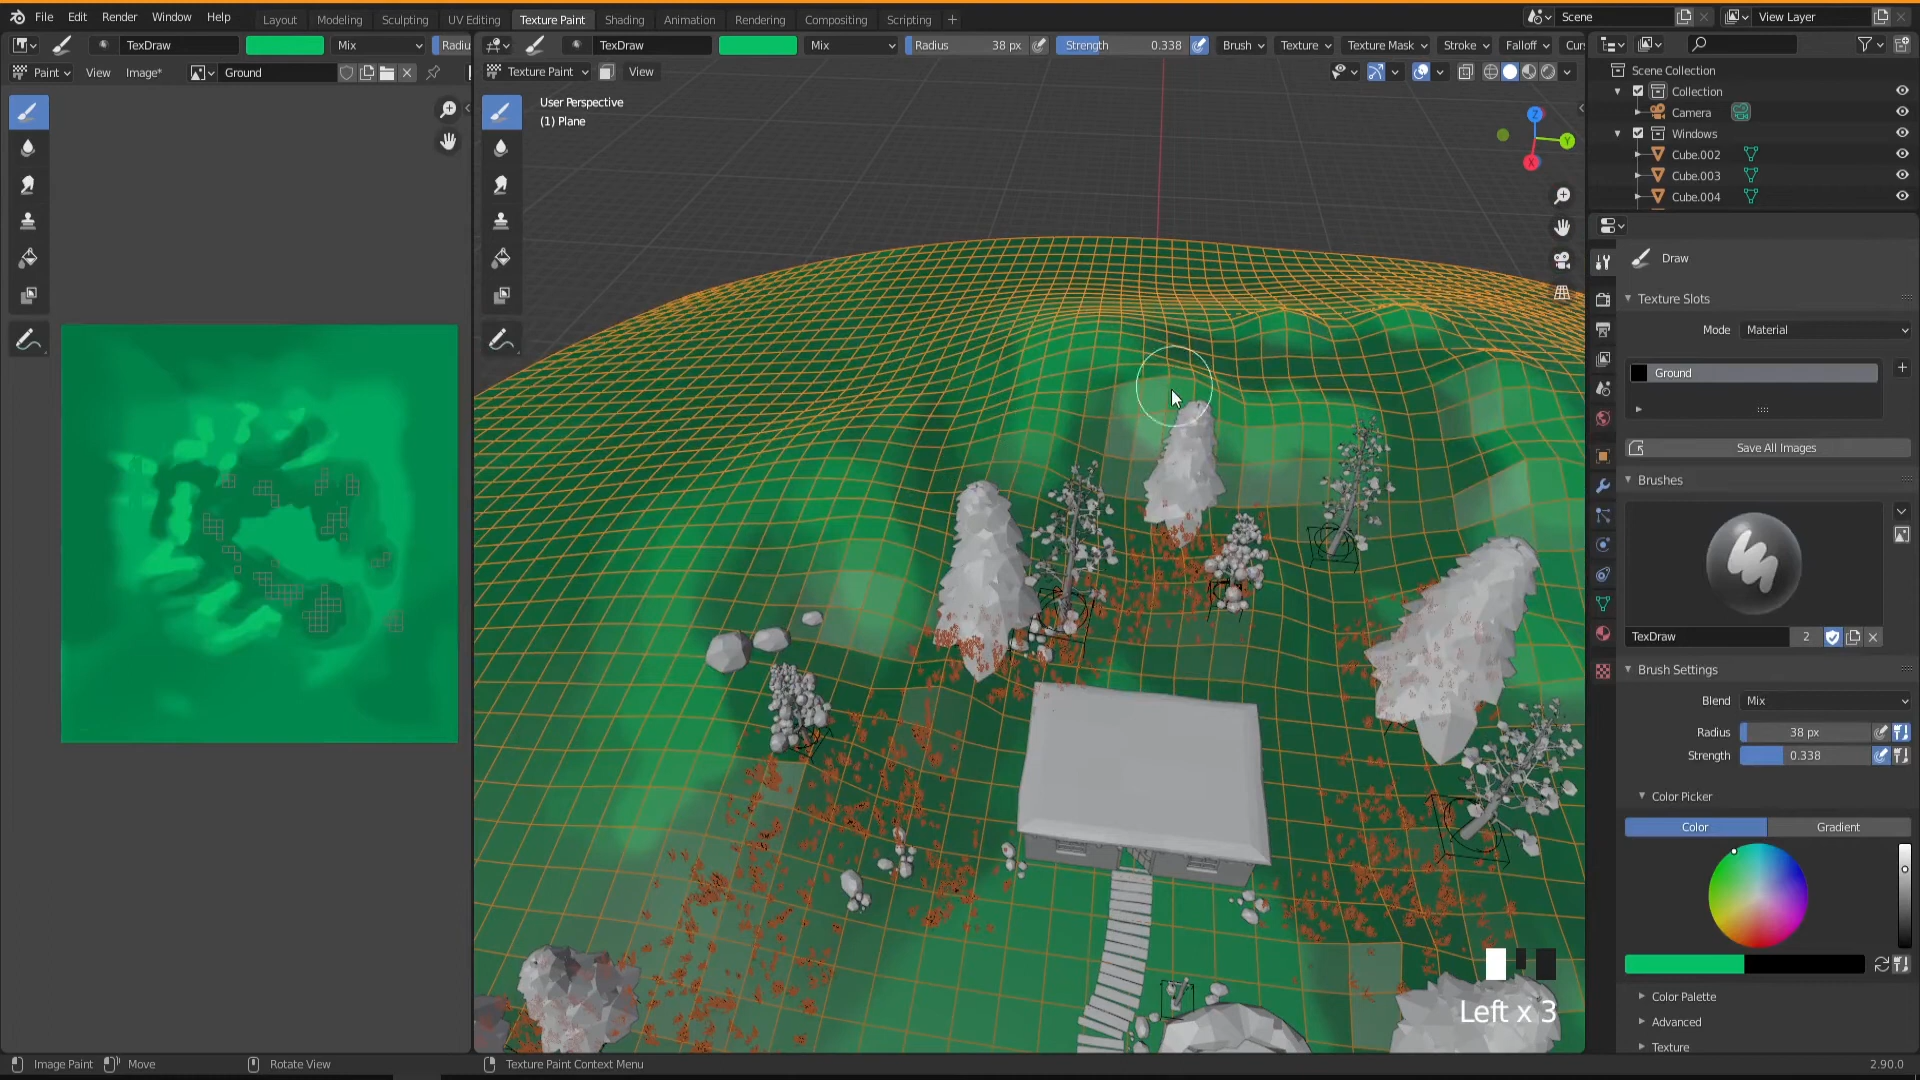 File Edit Render Window Help
Layout Modeling Sculpting UV Editing Texture Paint Shading Animation Rendering Compositing Scripting +
Scene
View Layer
TexDraw Mix Radiu
TexDraw Mix Radius 38 px Strength 0.338 Brush Texture Texture Mask Stroke Falloff Cur
Paint View Image* Ground
Texture Paint View
User Perspective
(1) Plane
Z
Y
X
Scene Collection
Collection
Camera
Windows
Cube.002
Cube.003
Cube.004
Draw
Texture Slots
Mode Material
Ground
Save All Images
Brushes
TexDraw 2
Brush Settings
Blend Mix
Radius 38 px
Strength 0.338
Color Picker
Color Gradient
Color Palette
Advanced
Texture
Left x 3
Image Paint Move Rotate View Texture Paint Context Menu 2.90.0